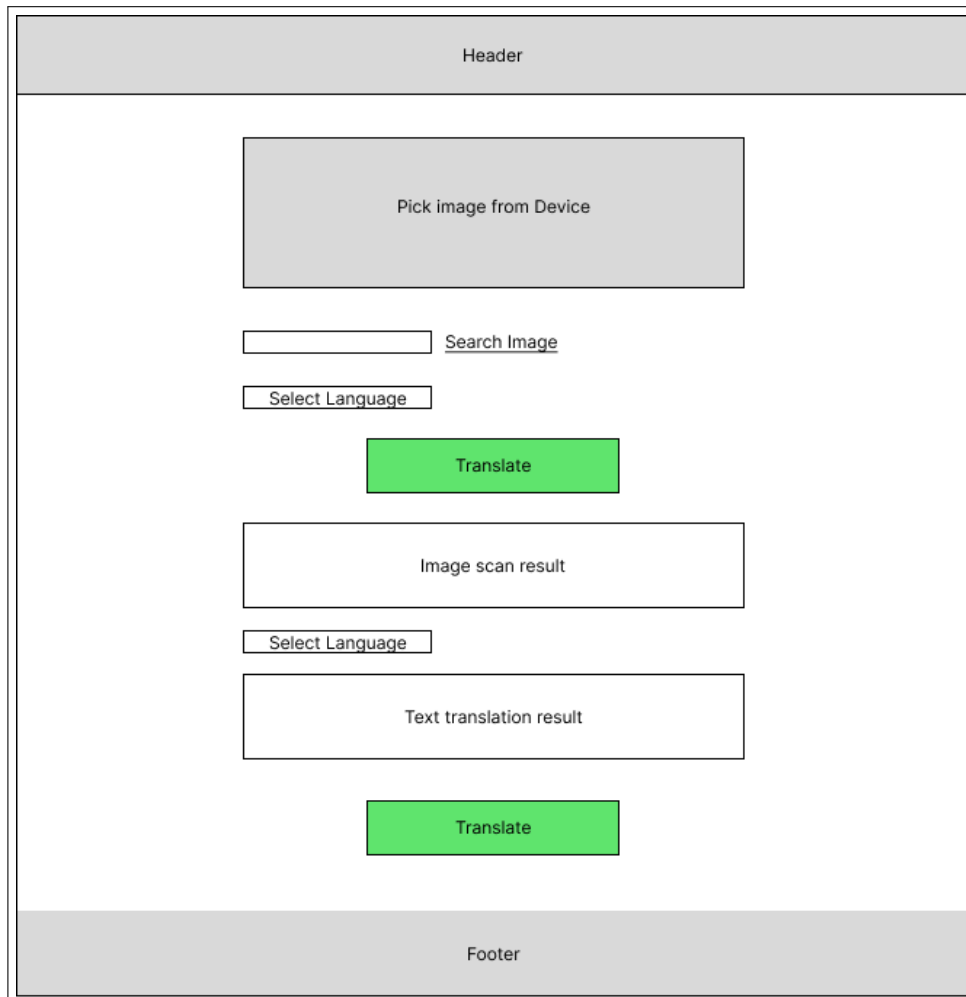 Header
Pick image from Device
Search Image
Select Language
Translate
Image scan result
Select Language
Text translation result
Translate
Footer